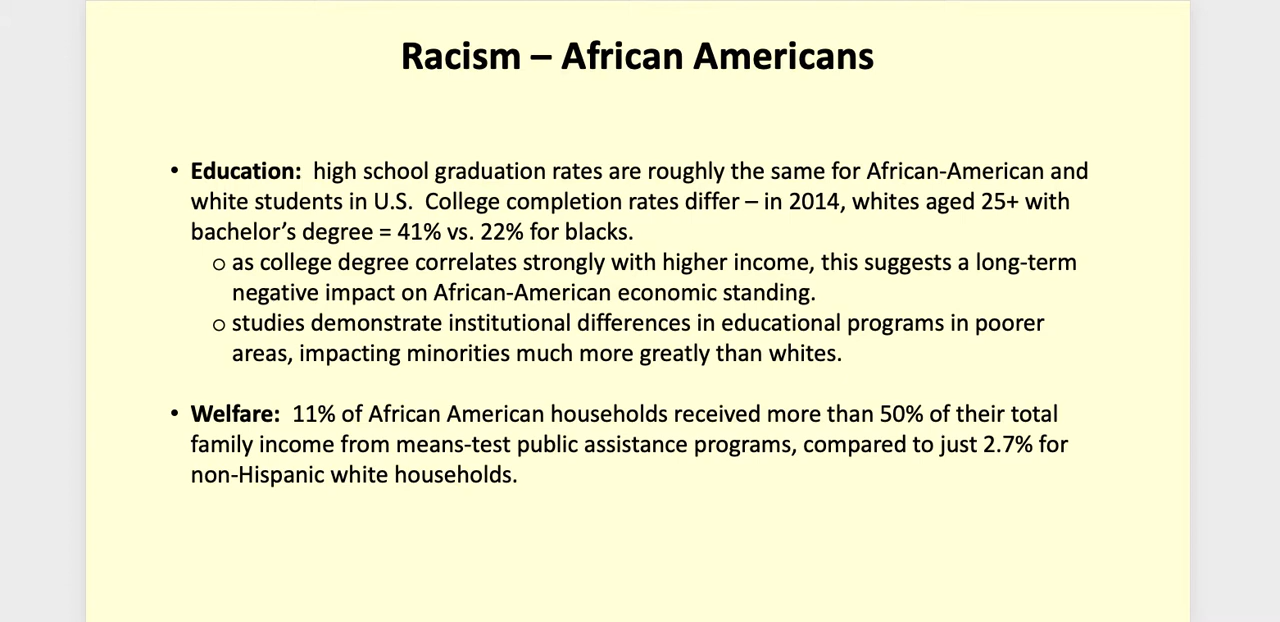 Racism – African Americans
• Education:  high school graduation rates are roughly the same for African-American and
white students in U.S.  College completion rates differ – in 2014, whites aged 25+ with
bachelor’s degree = 41% vs. 22% for blacks.
o as college degree correlates strongly with higher income, this suggests a long-term
negative impact on African-American economic standing.
o studies demonstrate institutional differences in educational programs in poorer
areas, impacting minorities much more greatly than whites.
• Welfare:  11% of African American households received more than 50% of their total
family income from means-test public assistance programs, compared to just 2.7% for
non-Hispanic white households.